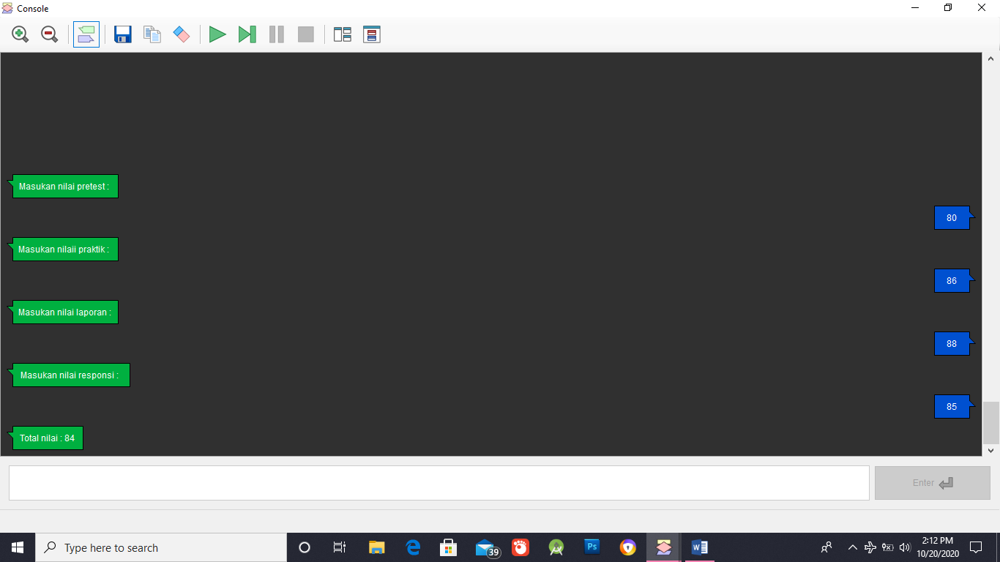 Console
Masukan nilai pretest :
80
Masukan nilaii praktik :
86
Masukan nilai laporan :
88
Masukan nilai responsi :
85
Total nilai : 84
Enter
Type here to search
39
Ps
2:12 PM
10/20/2020